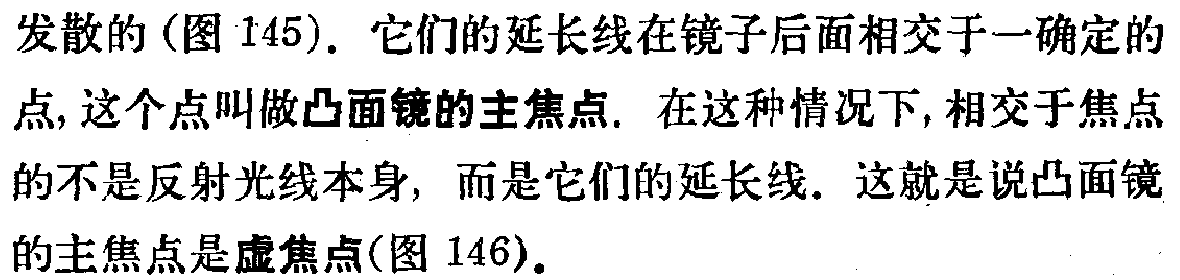 发散的（图 145）．它们的延长线在镜子后面相交于一确定的
点，这个点叫做凸面镜的主焦点．在这种情况下，相交于焦点
的不是反射光线本身，而是它们的延长线．这就是说凸面镜
的主焦点是虚焦点（图 146）．